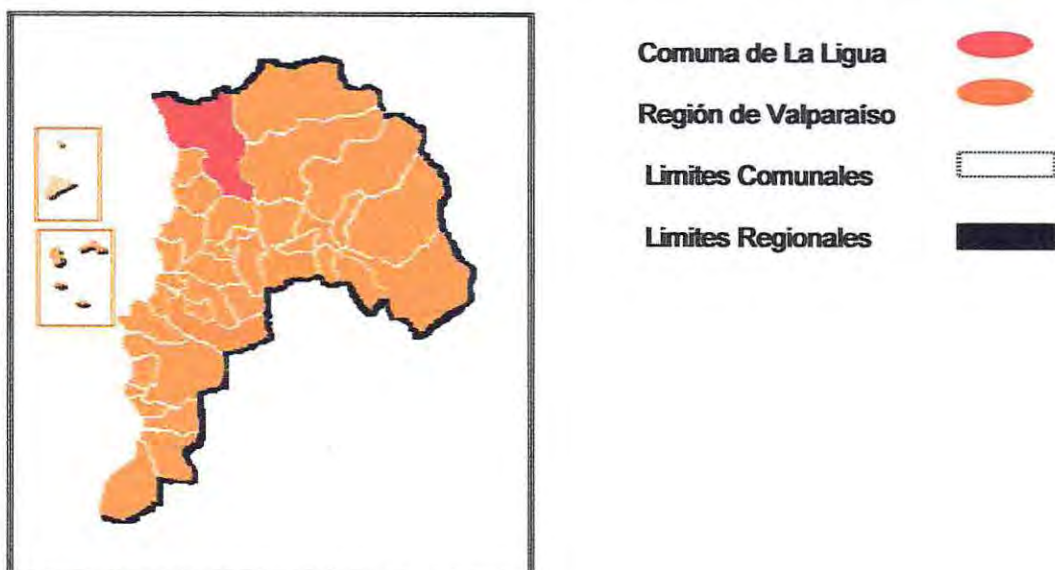 Comuna de La Ligua
Región de Valparaíso
Limites Comunales
Limites Regionales